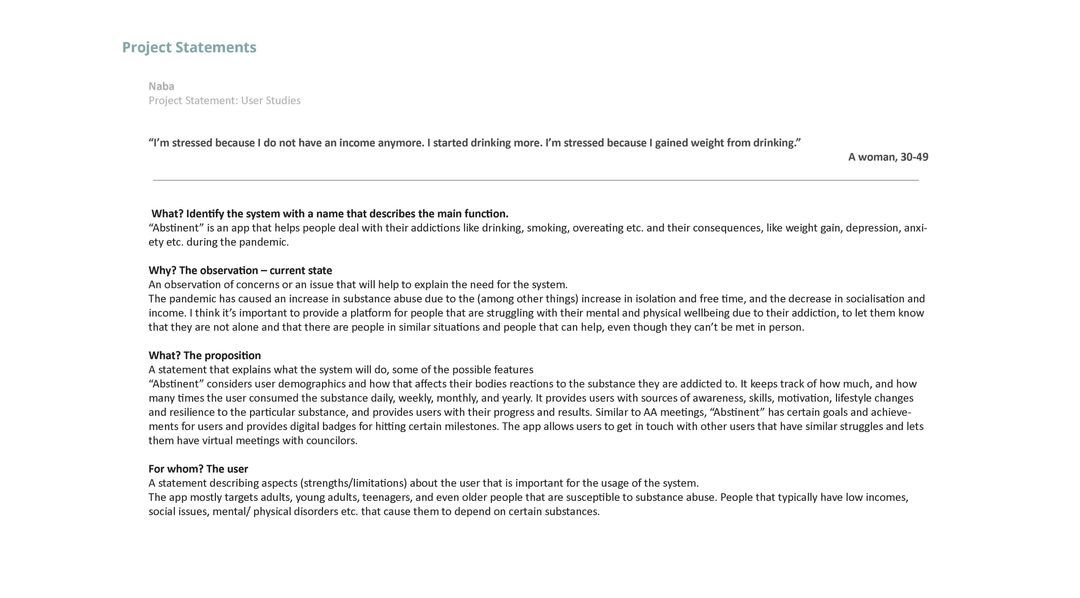 Project Statements
Naba
Project Statement: User Studies
“I’m stressed because I do not have an income anymore. I started drinking more. I’m stressed because I gained weight from drinking.”
A woman, 30-49
What? Identify the system with a name that describes the main function.
“Abstinent” is an app that helps people deal with their addictions like drinking, smoking, overeating etc. and their consequences, like weight gain, depression, anxi-
ety etc. during the pandemic.
Why? The observation – current state
An observation of concerns or an issue that will help to explain the need for the system.
The pandemic has caused an increase in substance abuse due to the (among other things) increase in isolation and free time, and the decrease in socialisation and
income. I think it’s important to provide a platform for people that are struggling with their mental and physical wellbeing due to their addiction, to let them know
that they are not alone and that there are people in similar situations and people that can help, even though they can’t be met in person.
What? The proposition
A statement that explains what the system will do, some of the possible features
“Abstinent” considers user demographics and how that affects their bodies reactions to the substance they are addicted to. It keeps track of how much, and how
many times the user consumed the substance daily, weekly, monthly, and yearly. It provides users with sources of awareness, skills, motivation, lifestyle changes
and resilience to the particular substance, and provides users with their progress and results. Similar to AA meetings, “Abstinent” has certain goals and achieve-
ments for users and provides digital badges for hitting certain milestones. The app allows users to get in touch with other users that have similar struggles and lets
them have virtual meetings with councilors.
For whom? The user
A statement describing aspects (strengths/limitations) about the user that is important for the usage of the system.
The app mostly targets adults, young adults, teenagers, and even older people that are susceptible to substance abuse. People that typically have low incomes,
social issues, mental/ physical disorders etc. that cause them to depend on certain substances.